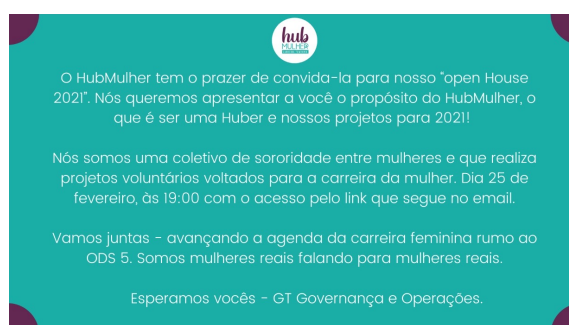 hub
MULHER
O HubMulher tem o prazer de convida-la para nosso "open House
2021". Nós queremos apresentar a você o propósito do HubMulher, o
que é ser uma Huber e nossos projetos para 2021!
Nós somos uma coletivo de sororidade entre mulheres e que realiza
projetos voluntários voltados para a carreira da mulher. Dia 25 de
fevereiro, às 19:00 com o acesso pelo link que segue no email.
Vamos juntas - avançando a agenda da carreira feminina rumo ao
ODS 5. Somos mulheres reais falando para mulheres reais.
Esperamos vocês - GT Governança e Operações.